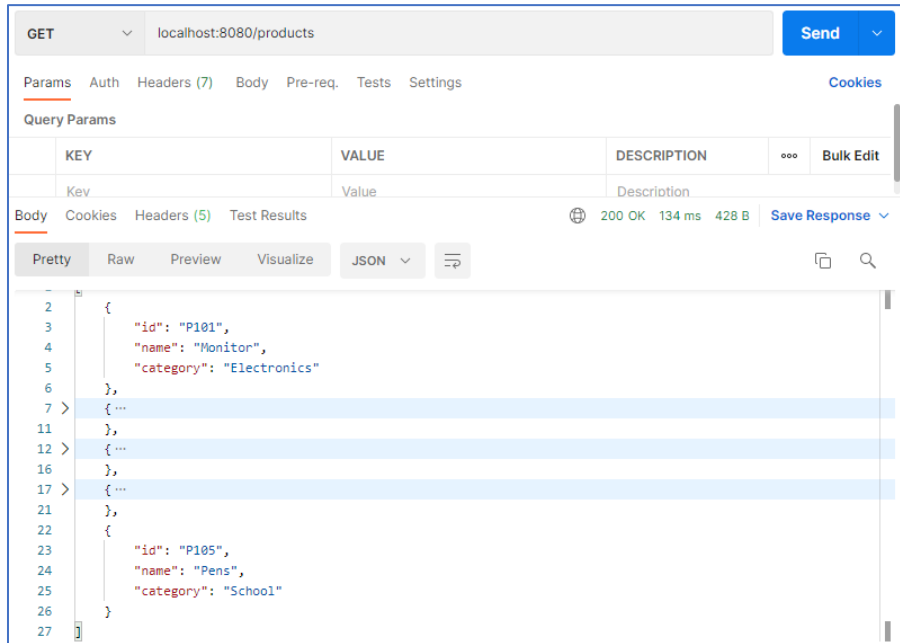 GET localhost:8080/products Send
Params Auth Headers (7) Body Pre-req. Tests Settings Cookies
Query Params
KEY VALUE DESCRIPTION ooo Bulk Edit
Key Value Description
Body Cookies Headers (5) Test Results 200 OK 134 ms 428 B Save Response
Pretty Raw Preview Visualize JSON
2 {
3 "id": "P101",
4 "name": "Monitor",
5 "category": "Electronics"
6 },
7 > { ...
11 },
12 > { ...
16 },
17 > { ...
21 },
22 {
23 "id": "P105",
24 "name": "Pens",
25 "category": "School"
26 }
27 ]